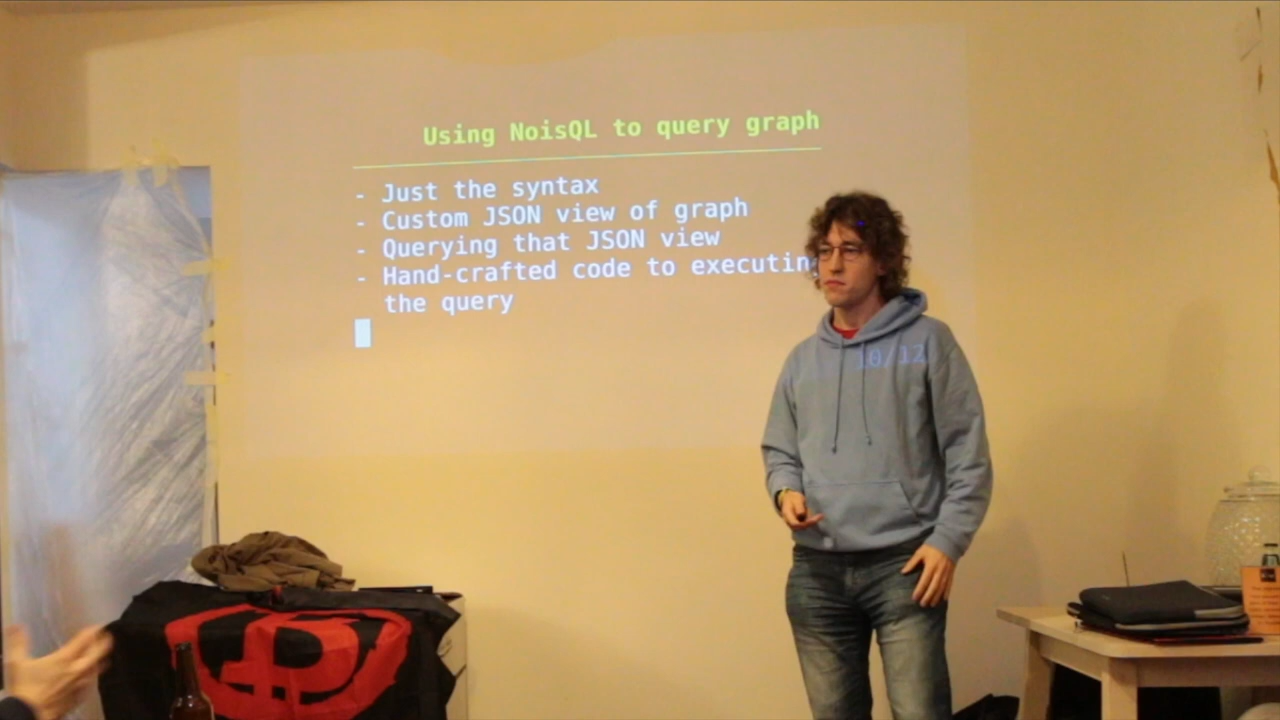 Using NoisQL to query graph
- Just the syntax
- Custom JSON view of graph
- Querying that JSON view
- Hand-crafted code to executing
the query
10/12